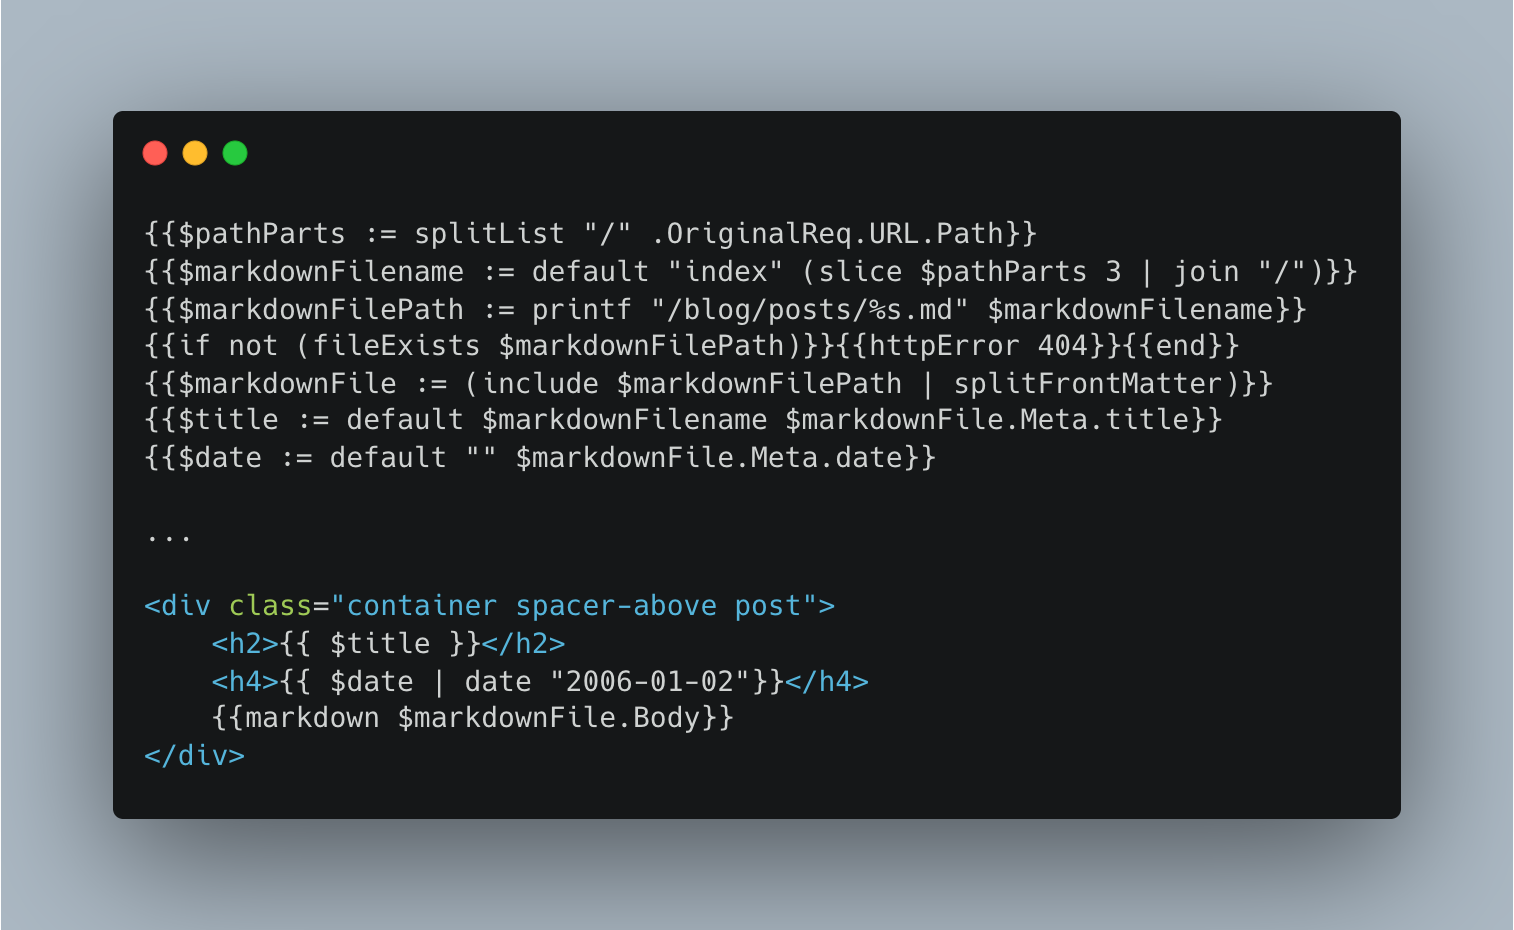 {{$pathParts := splitList "/" .OriginalReq.URL.Path}}
{{$markdownFilename := default "index" (slice $pathParts 3 | join "/")}}
{{$markdownFilePath := printf "/blog/posts/%s.md" $markdownFilename}}
{{if not (fileExists $markdownFilePath)}}{{httpError 404}}{{end}}
{{$markdownFile := (include $markdownFilePath | splitFrontMatter)}}
{{$title := default $markdownFilename $markdownFile.Meta.title}}
{{$date := default "" $markdownFile.Meta.date}}
...
<div class="container spacer-above post">
    <h2>{{ $title }}</h2>
    <h4>{{ $date | date "2006-01-02"}}</h4>
    {{markdown $markdownFile.Body}}
</div>